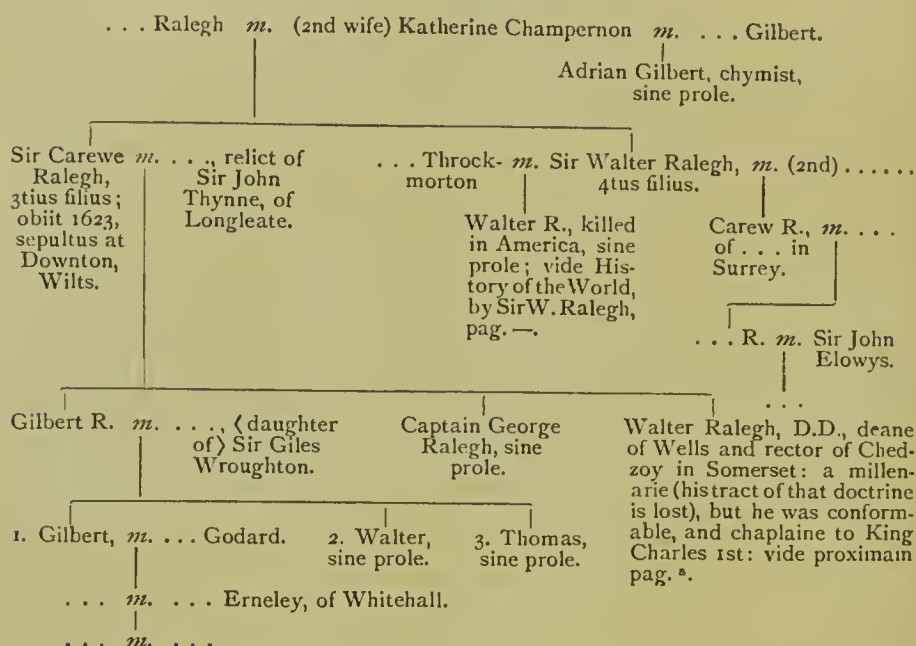 . . . Ralegh m. (2nd wife) Katherine Champernon m. . . . Gilbert.
Adrian Gilbert, chymist,
sine prole.
Sir Carewe m. . . ., relict of
Ralegh,
3tius filius;
obiit 1623,
sepultus at
Downton,
Wilts.
Sir John
Thynne, of
Longleate.
. . . Throck-
morton
m. Sir Walter Ralegh, m. (2nd) . . . . . .
4tus filius.
Walter R., killed
in America, sine
prole; vide His-
tory of the World,
by Sir W. Ralegh,
pag. —.
Carew R., m. . . . .
of . . . in
Surrey.
. . . R. m. Sir John
Elowys.
. . .
Gilbert R. m. . . ., ⟨daughter
of⟩ Sir Giles
Wroughton.
Captain George
Ralegh, sine
prole.
Walter Ralegh, D.D., deane
of Wells and rector of Ched-
zoy in Somerset: a millen-
arie (his tract of that doctrine
is lost), but he was conform-
able, and chaplaine to King
Charles 1st: vide proximam
pag. a.
1. Gilbert, m. . . . Godard.
2. Walter,
sine prole.
3. Thomas,
sine prole.
. . . m. . . . Erneley, of Whitehall.
. . . m. . . .